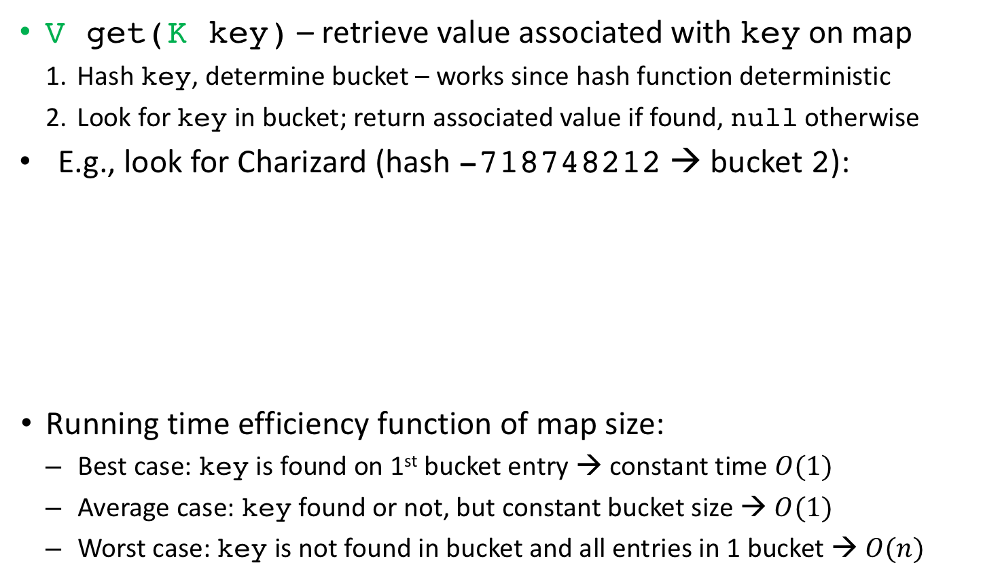 • V get(K key) – retrieve value associated with key on map
1. Hash key, determine bucket – works since hash function deterministic
2. Look for key in bucket; return associated value if found, null otherwise
• E.g., look for Charizard (hash –718748212 → bucket 2):
• Running time efficiency function of map size:
– Best case: key is found on 1st bucket entry → constant time O(1)
– Average case: key found or not, but constant bucket size → O(1)
– Worst case: key is not found in bucket and all entries in 1 bucket → O(n)